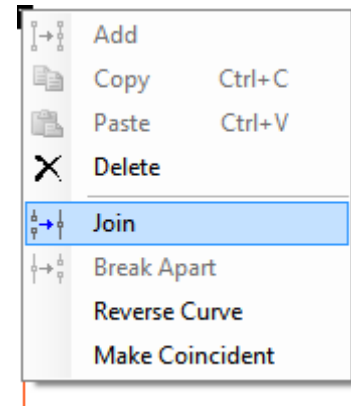 Add
Copy Ctrl+C
Paste Ctrl+V
Delete
Join
Break Apart
Reverse Curve
Make Coincident